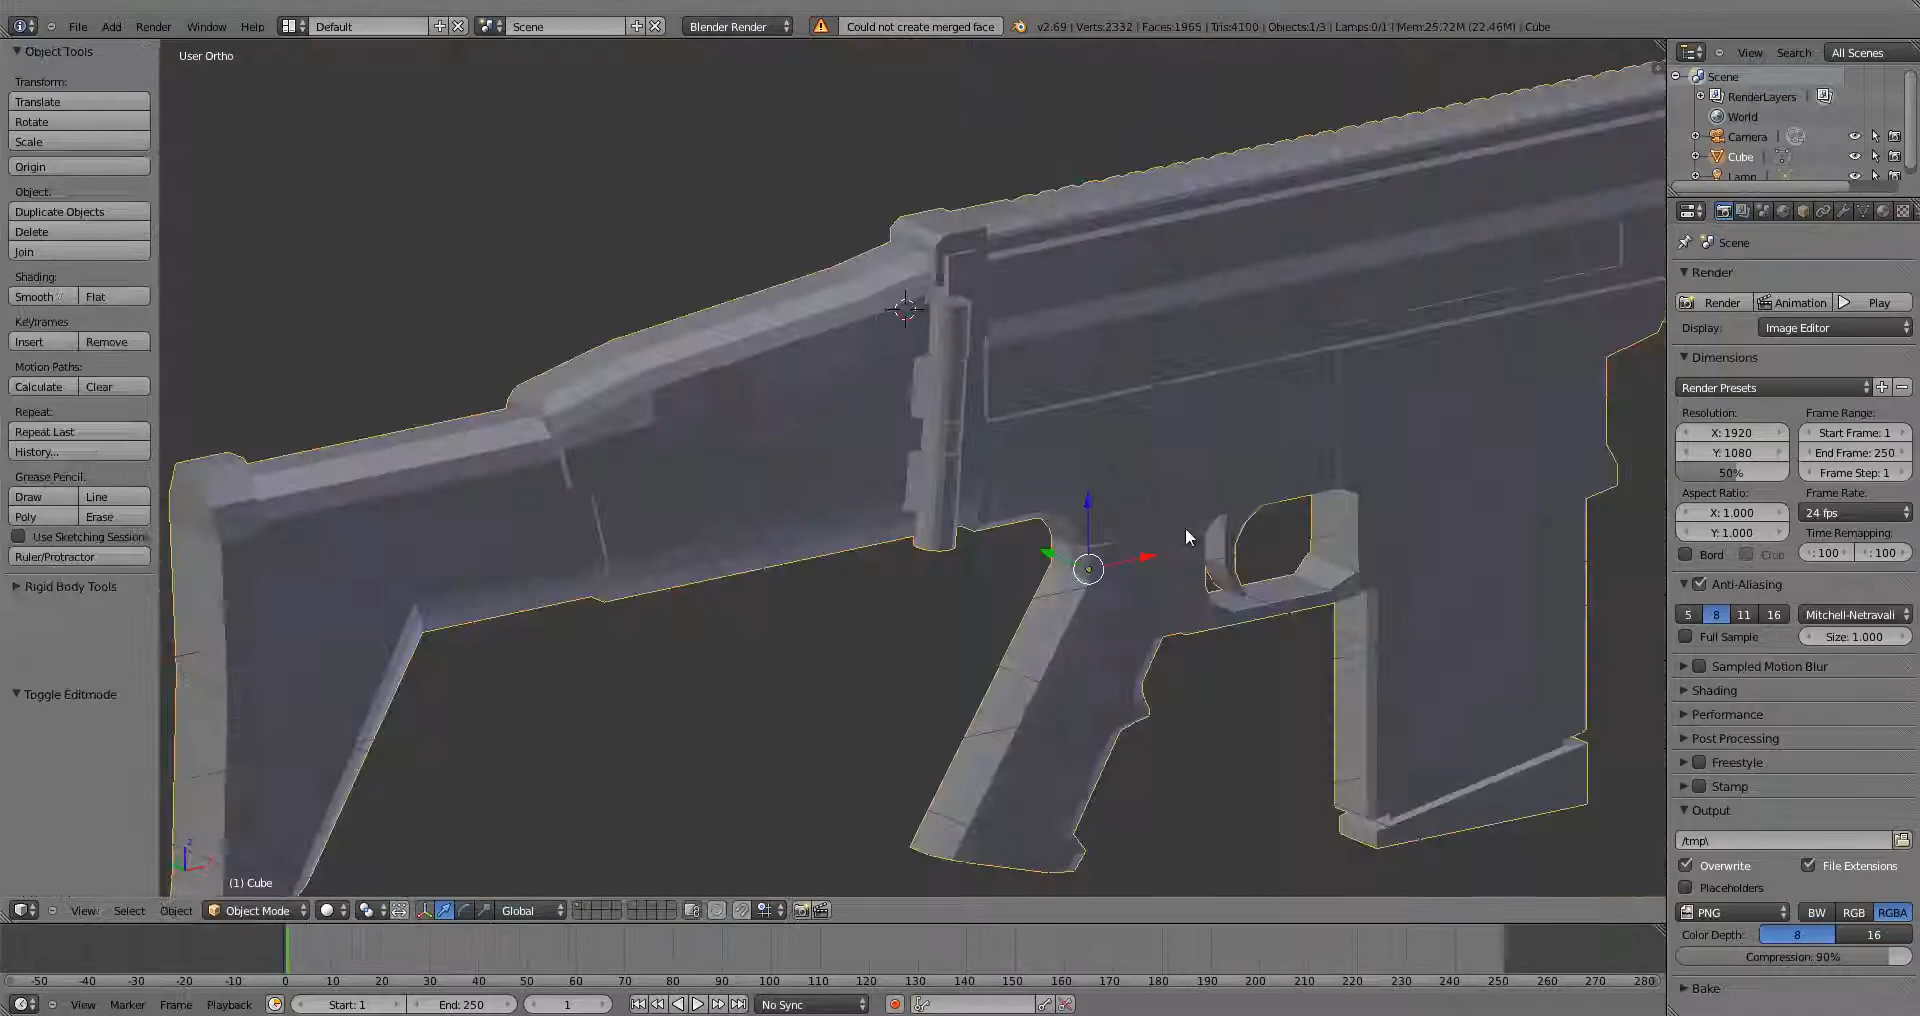 File Add Render Window Help Default Scene Blender Render Could not create merged face v2.69 | Verts:2332 | Faces:1965 | Tris:4100 | Objects:1/3 | Lamps:0/1 | Mem:25.72M (22.46M) | Cube
Object Tools
User Ortho
View Search All Scenes
Transform:
Translate
Rotate
Scale
Origin
Object:
Duplicate Objects
Delete
Join
Shading:
Smooth Flat
Keyframes
Insert Remove
Motion Paths:
Calculate Clear
Repeat:
Repeat Last
History...
Grease Pencil:
Draw Line
Poly Erase
Use Sketching Session
Ruler/Protractor
Rigid Body Tools
Toggle Editmode
Scene
RenderLayers
World
Camera
Cube
Lamp
Scene
Render
Render Animation Play
Display: Image Editor
Dimensions
Render Presets
Resolution: Frame Range:
X: 1920 Start Frame: 1
Y: 1080 End Frame: 250
50% Frame Step: 1
Aspect Ratio: Frame Rate:
X: 1.000 24 fps
Y: 1.000 Time Remapping:
Bord Crop : 100 : 100
Anti-Aliasing
5 8 11 16 Mitchell-Netravali
Full Sample Size: 1.000
Sampled Motion Blur
Shading
Performance
Post Processing
Freestyle
Stamp
Output
/tmp\
Overwrite File Extensions
Placeholders
PNG BW RGB RGBA
Color Depth: 8 16
Compression: 90%
Bake
z
(1) Cube
View Select Object Object Mode Global
-50 -40 -30 -20 -10 0 10 20 30 40 50 60 70 80 90 100 110 120 130 140 150 160 170 180 190 200 210 220 230 240 250 260 270 280
View Marker Frame Playback Start: 1 End: 250 1 No Sync